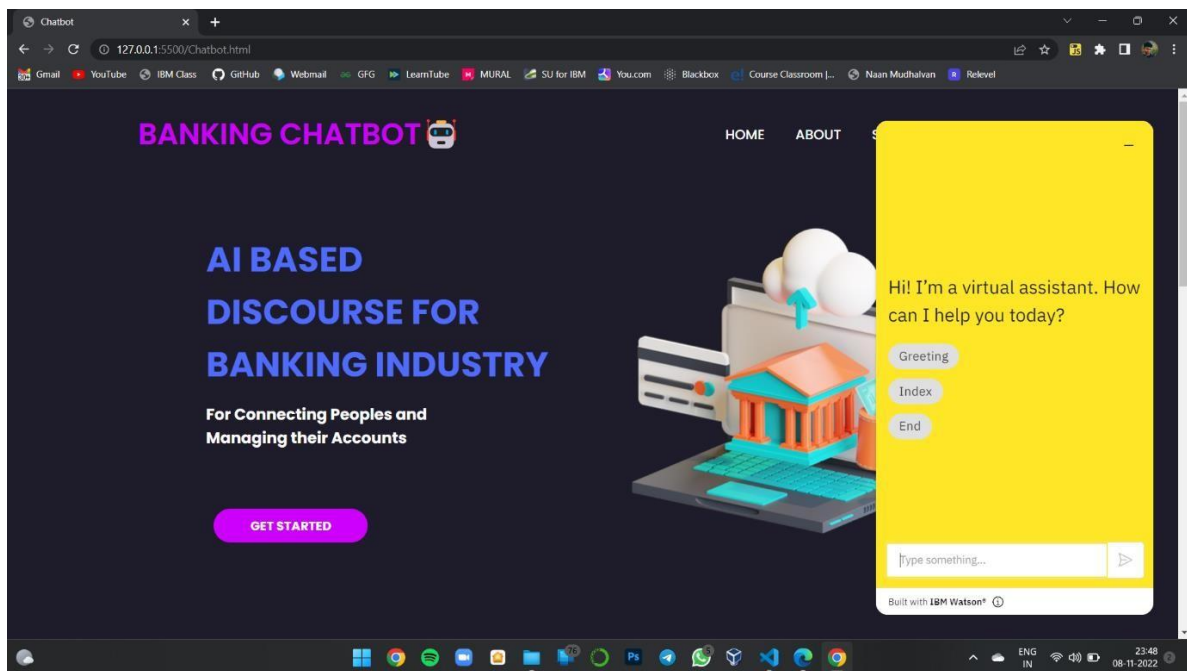 Chatbot
127.0.0.1:5500/Chatbot.html
Gmail YouTube IBM Class GitHub Webmail GFG LearnTube MURAL SU for IBM You.com Blackbox Course Classroom |... Naan Mudhalvan Relevel
BANKING CHATBOT
HOME ABOUT S
AI BASED
DISCOURSE FOR
BANKING INDUSTRY
For Connecting Peoples and
Managing their Accounts
GET STARTED
Hi! I'm a virtual assistant. How
can I help you today?
Greeting
Index
End
Type something...
Built with IBM Watson®
76
Ps
ENG
IN
23:48
08-11-2022